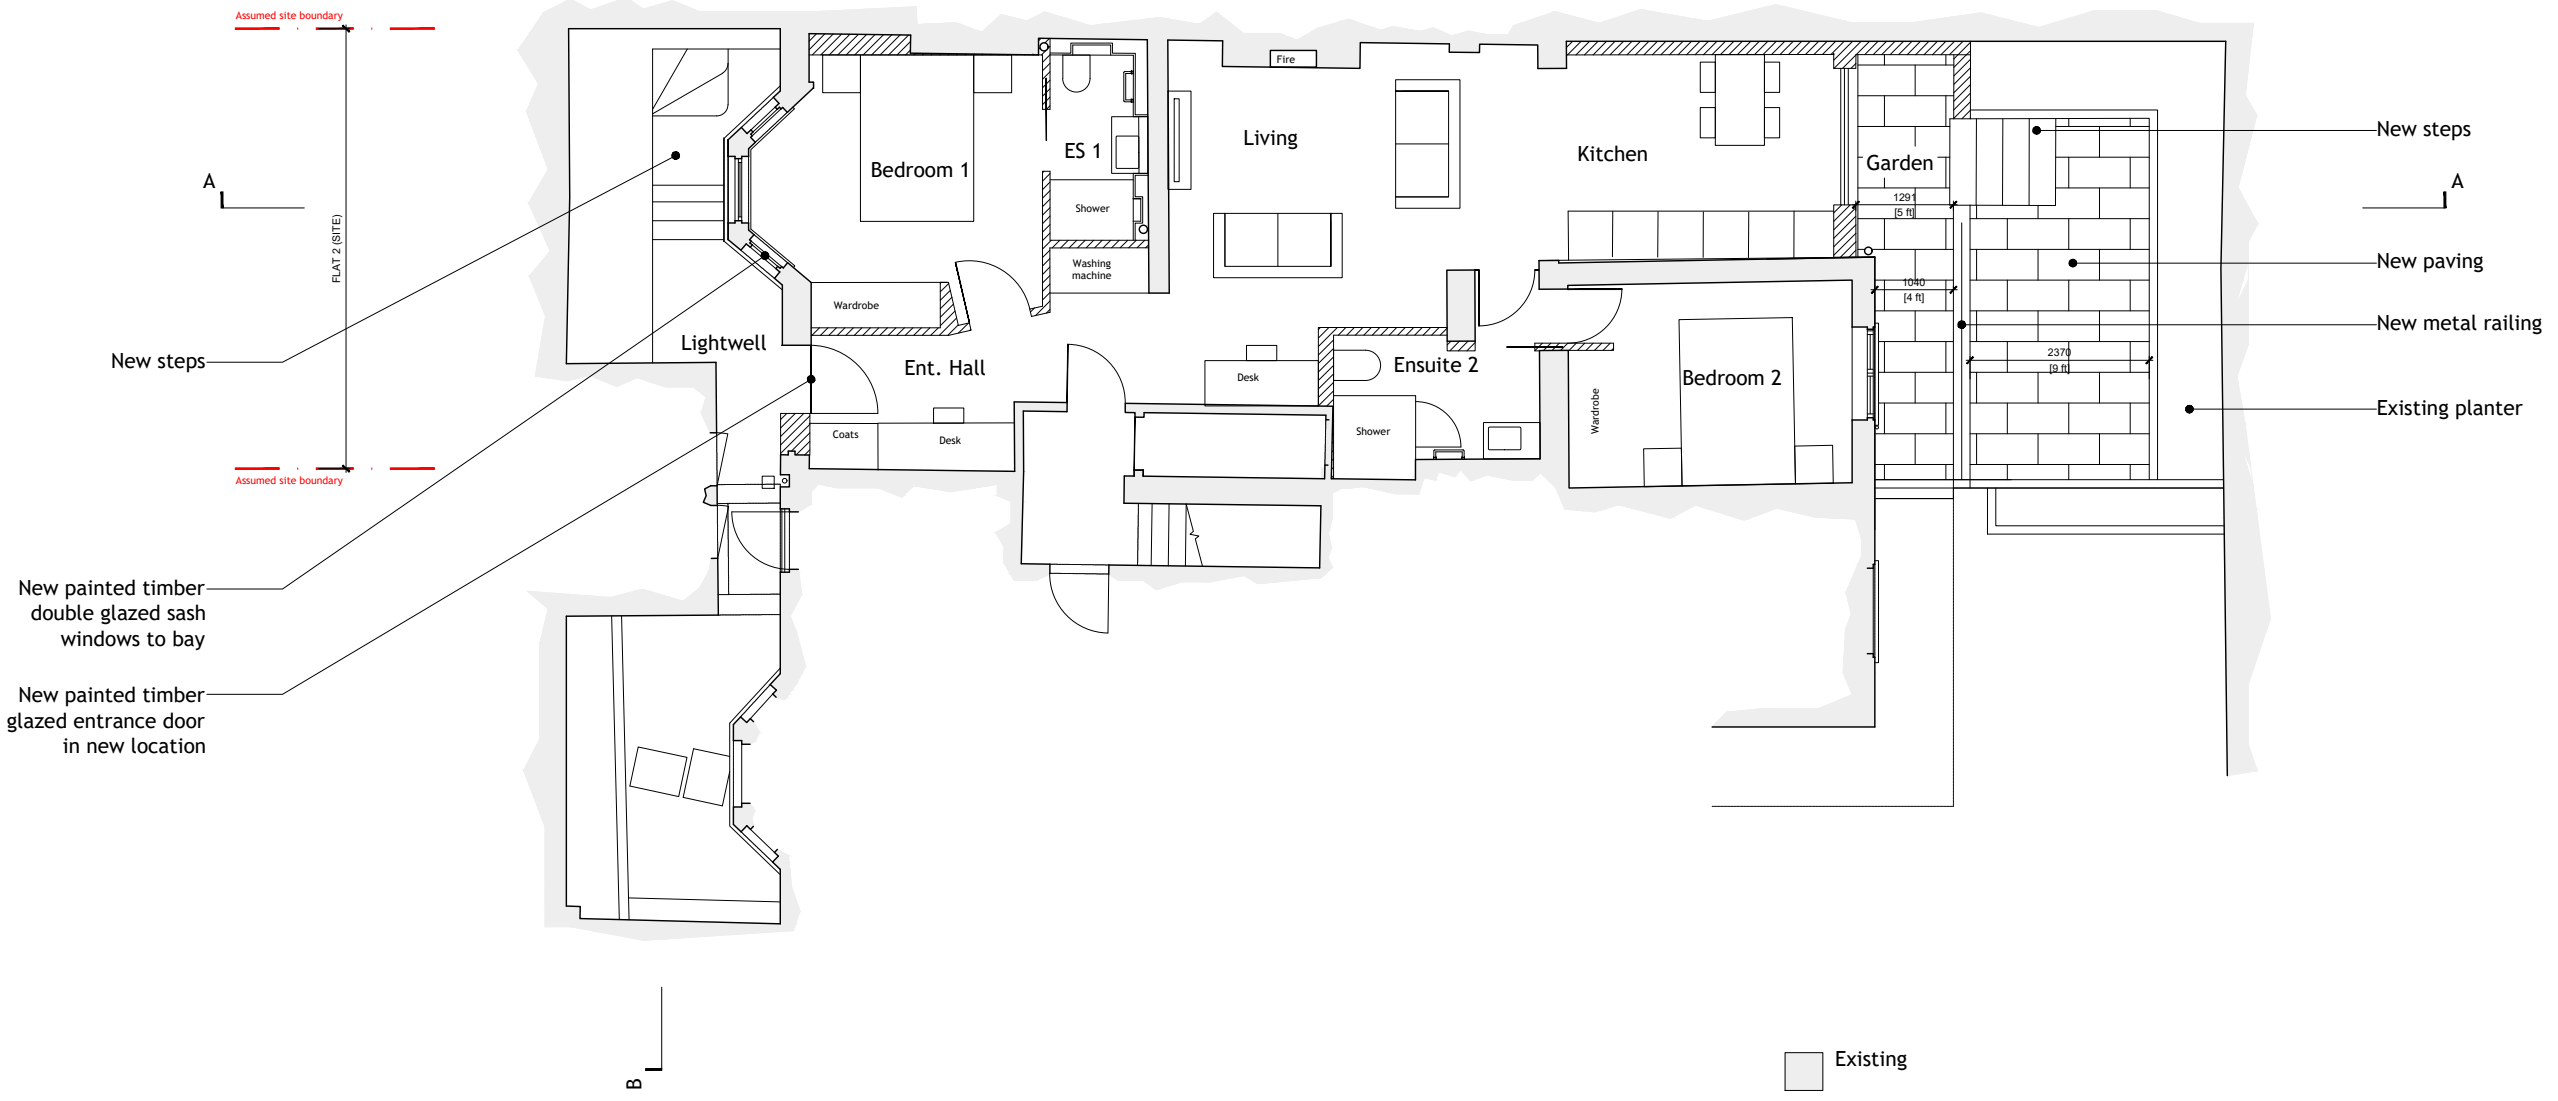 Assumed site boundary
FLAT 2 (SITE)
Assumed site boundary
A
New steps
New painted timber
double glazed sash
windows to bay
New painted timber
glazed entrance door
in new location
Lightwell
Bedroom 1
Wardrobe
ES 1
Shower
Washing
machine
Ent. Hall
Coats
Desk
Fire
Living
Kitchen
Desk
Ensuite 2
Shower
Wardrobe
Bedroom 2
Garden
1291
[5 ft]
1040
[4 ft]
2370
[9 ft]
New steps
A
New paving
New metal railing
Existing planter
B
Existing